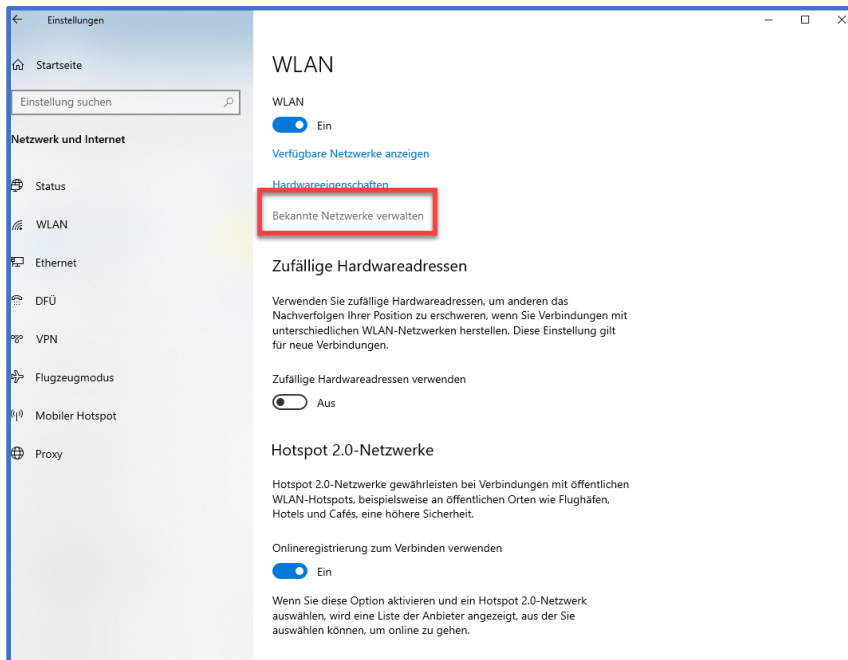 Einstellungen
Startseite
Einstellung suchen
Netzwerk und Internet
Status
WLAN
Ethernet
DFÜ
VPN
Flugzeugmodus
Mobiler Hotspot
Proxy
WLAN
WLAN
Ein
Verfügbare Netzwerke anzeigen
Hardwareeigenschaften
Bekannte Netzwerke verwalten
Zufällige Hardwareadressen
Verwenden Sie zufällige Hardwareadressen, um anderen das
Nachverfolgen Ihrer Position zu erschweren, wenn Sie Verbindungen mit
unterschiedlichen WLAN-Netzwerken herstellen. Diese Einstellung gilt
für neue Verbindungen.
Zufällige Hardwareadressen verwenden
Aus
Hotspot 2.0-Netzwerke
Hotspot 2.0-Netzwerke gewährleisten bei Verbindungen mit öffentlichen
WLAN-Hotspots, beispielsweise an öffentlichen Orten wie Flughäfen,
Hotels und Cafés, eine höhere Sicherheit.
Onlineregistrierung zum Verbinden verwenden
Ein
Wenn Sie diese Option aktivieren und ein Hotspot 2.0-Netzwerk
auswählen, wird eine Liste der Anbieter angezeigt, aus der Sie
auswählen können, um online zu gehen.